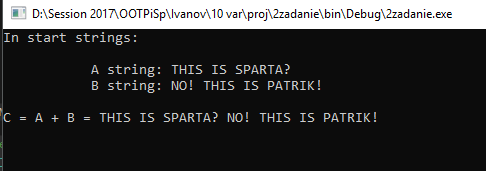 D:\Session 2017\OOTPiSp\Ivanov\10 var\proj\2zadanie\bin\Debug\2zadanie.exe
In start strings:
A string: THIS IS SPARTA?
B string: NO! THIS IS PATRIK!
C = A + B = THIS IS SPARTA? NO! THIS IS PATRIK!